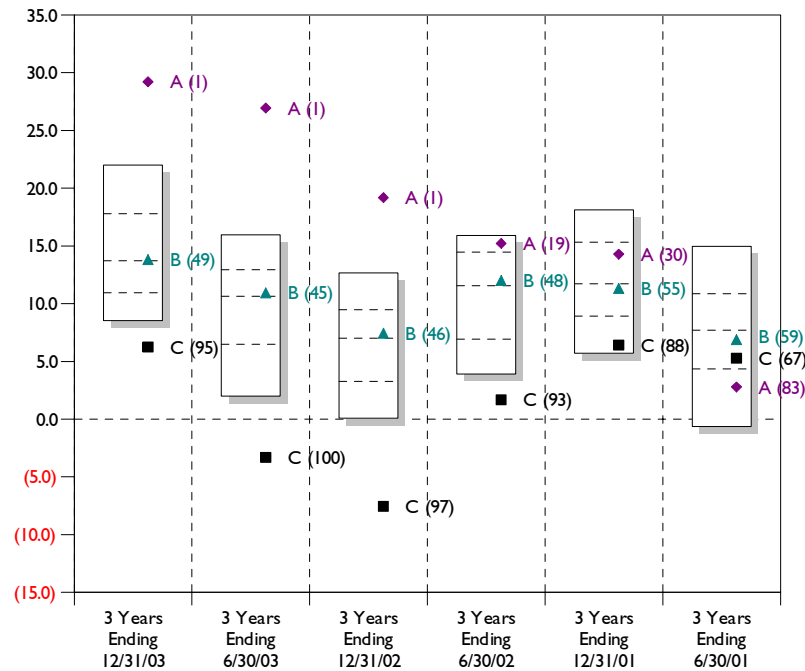 35.0
30.0
A (1)
A (1)
25.0
20.0
A (1)
15.0
A (19)
A (30)
B (49)
B (48)
10.0
B (45)
B (55)
B (46)
B (59)
5.0
C (95)
C (88)
C (67)
A (83)
C (93)
0.0
C (100)
(5.0)
C (97)
(10.0)
(15.0)
3 Years
Ending
12/31/03
3 Years
Ending
6/30/03
3 Years
Ending
12/31/02
3 Years
Ending
6/30/02
3 Years
Ending
12/31/01
3 Years
Ending
6/30/01